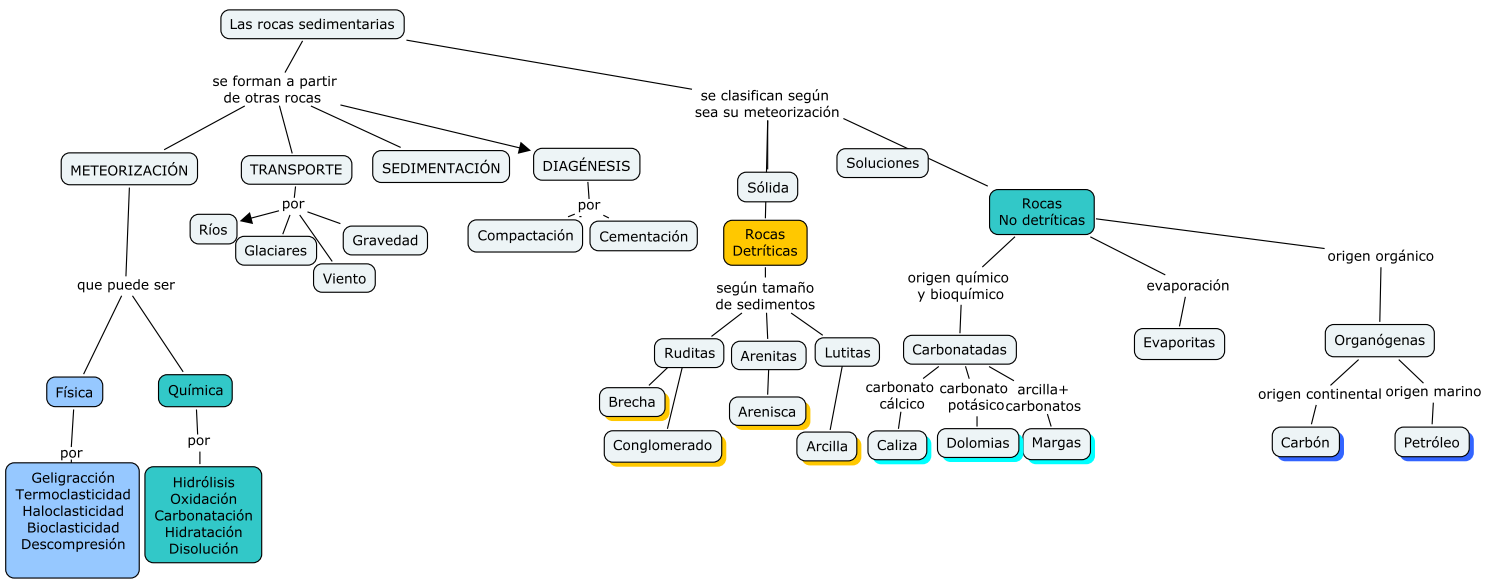 Las rocas sedimentarias
se forman a partir
de otras rocas
se clasifican según
sea su meteorización
METEORIZACIÓN
TRANSPORTE
SEDIMENTACIÓN
DIAGÉNESIS
Soluciones
Sólida
Rocas
No detríticas
por
por
Ríos
Glaciares
Gravedad
Viento
Compactación
Cementación
Rocas
Detríticas
que puede ser
según tamaño
de sedimentos
origen químico
y bioquímico
evaporación
origen orgánico
Ruditas
Arenitas
Lutitas
Carbonatadas
Evaporitas
Organógenas
Física
Química
Brecha
Arenisca
Conglomerado
Arcilla
carbonato
cálcico
carbonato
potásico
arcilla+
carbonatos
origen continental
origen marino
Caliza
Dolomias
Margas
Carbón
Petróleo
por
por
Geligracción
Termoclasticidad
Haloclasticidad
Bioclasticidad
Descompresión
Hidrólisis
Oxidación
Carbonatación
Hidratación
Disolución